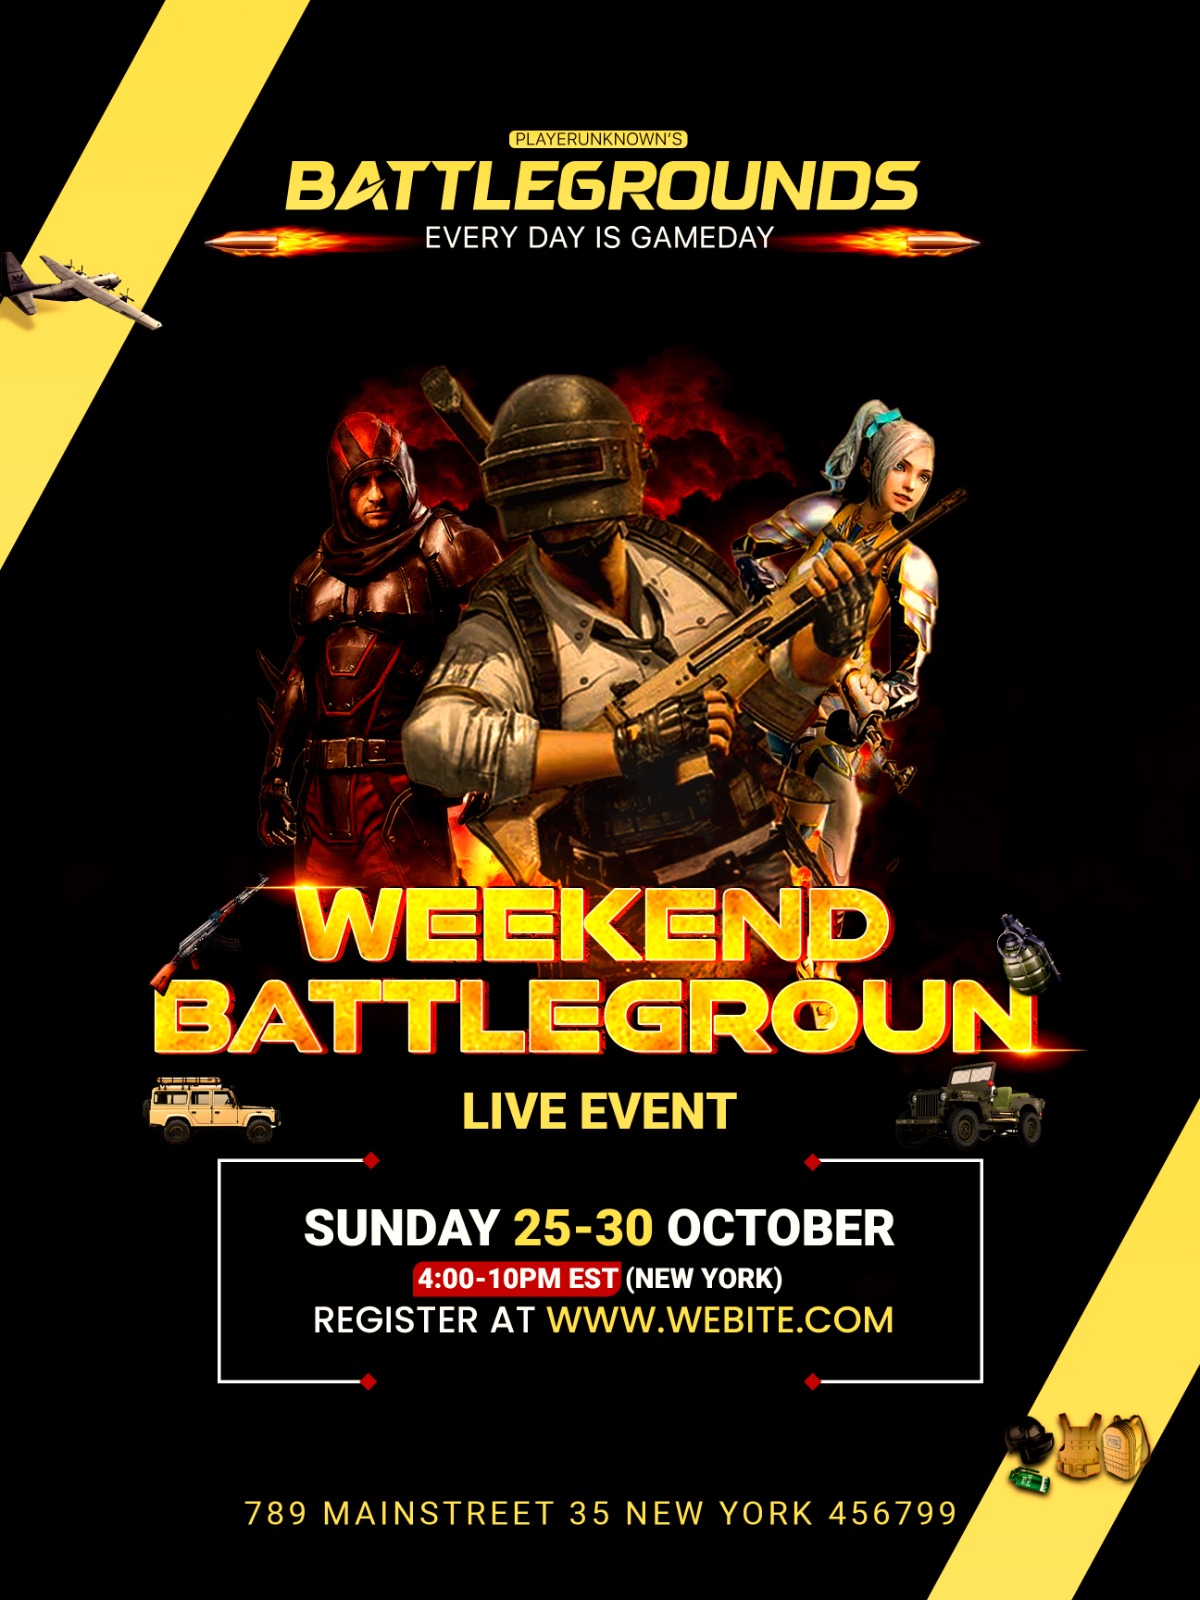 PLAYERUNKNOWN'S
BATTLEGROUNDS
EVERY DAY IS GAMEDAY
WEEKEND
BATTLEGROUN
LIVE EVENT
SUNDAY 25-30 OCTOBER
4:00-10PM EST (NEW YORK)
REGISTER AT WWW.WEBITE.COM
789 MAINSTREET 35 NEW YORK 456799